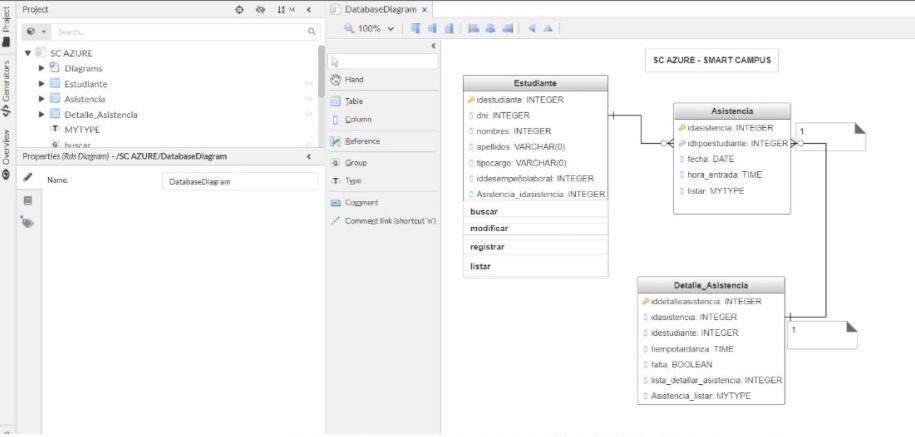 Project
Generators
Overview
Project
M
Search...
SC AZURE
Diagrams
Estudiante
Asistencia
Detalle_Asistencia
MYTYPE
buscar
Properties (Rds Diagram) - /SC AZURE/DatabaseDiagram
Name:
DatabaseDiagram
DatabaseDiagram
100%
Hand
Table
Column
Reference
Group
Type
Comment
Comment link (shortcut 'n')
SC AZURE - SMART CAMPUS
Estudiante
idestudiante: INTEGER
dni: INTEGER
nombres: INTEGER
apellidos: VARCHAR(0)
tipocargo: VARCHAR(0)
iddesempeñolaboral: INTEGER
Asistencia_idasistencia: INTEGER
buscar
modificar
registrar
listar
Asistencia
idasistencia: INTEGER
idtipoestudiante: INTEGER
fecha: DATE
hora_entrada: TIME
listar: MYTYPE
1
Detalle_Asistencia
iddetalleasistencia: INTEGER
idasistencia: INTEGER
idestudiante: INTEGER
tiempotardanza: TIME
falta: BOOLEAN
lista_detallar_asistencia: INTEGER
Asistencia_listar: MYTYPE
1